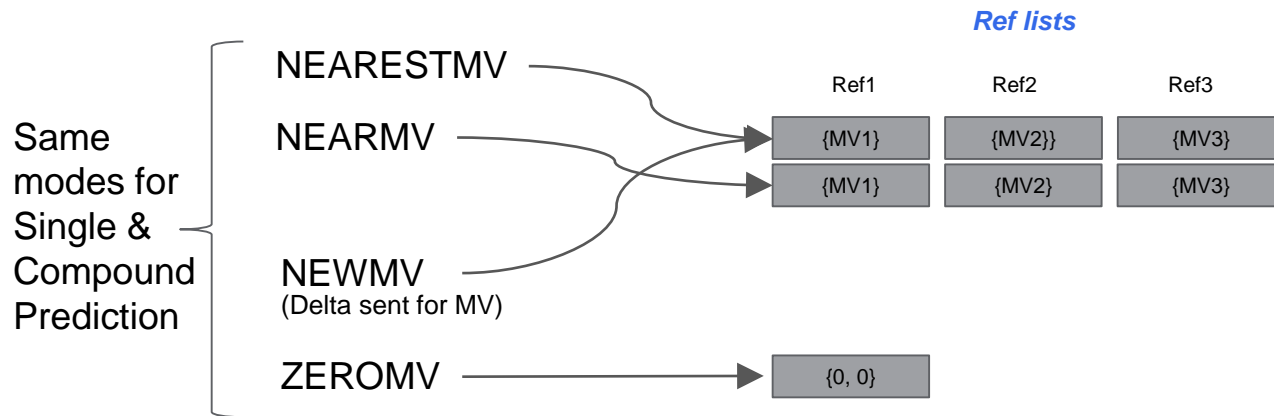 Ref lists
NEARESTMV
Ref1 Ref2 Ref3
Same
modes for
Single &
Compound
Prediction
NEARMV
{MV1} {MV2}} {MV3}
{MV1} {MV2} {MV3}
NEWMV
(Delta sent for MV)
ZEROMV
{0, 0}